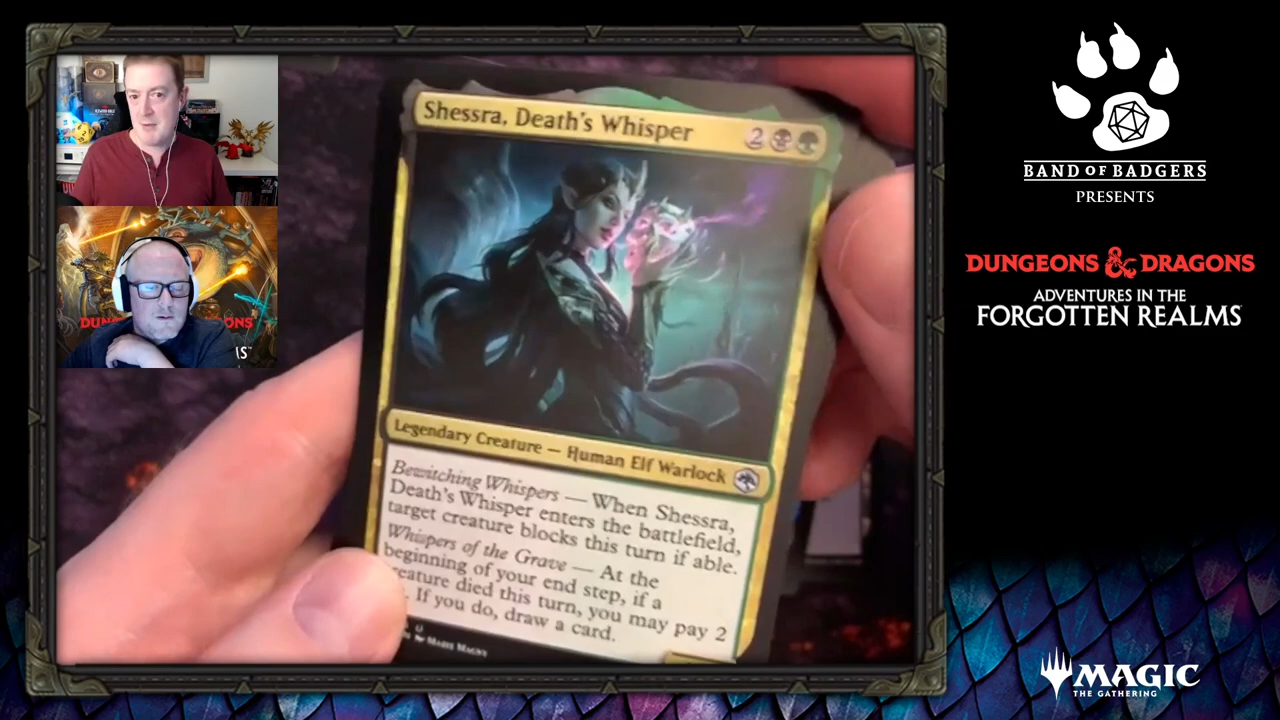 Shessra, Death's Whisper 2
Legendary Creature — Human Elf Warlock
Bewitching Whispers — When Shessra,
Death's Whisper enters the battlefield,
target creature blocks this turn if able.
Whispers of the Grave — At the
beginning of your end step, if a
creature died this turn, you may pay 2
. If you do, draw a card.
U
MARIE MAGNY
BAND OF BADGERS
PRESENTS
DUNGEONS & DRAGONS
ADVENTURES IN THE
FORGOTTEN REALMS
MAGIC
THE GATHERING